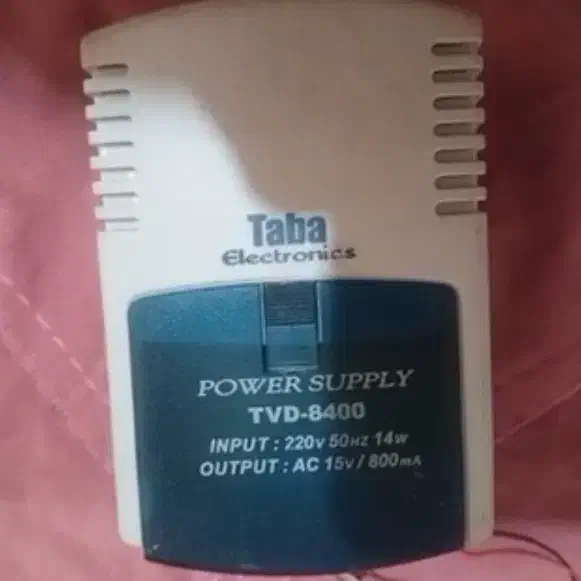 Taba
Electronics
POWER SUPPLY
TVD-8400
INPUT : 220V 50HZ 14W
OUTPUT : AC 15V / 800mA